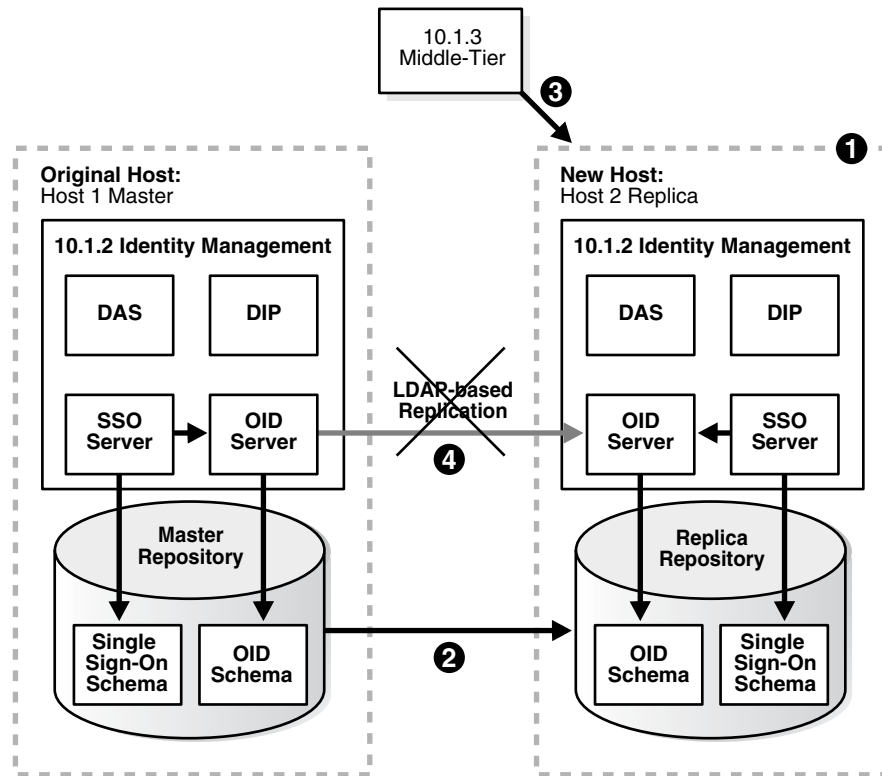 10.1.3
Middle-Tier
3
1
Original Host:
Host 1 Master
10.1.2 Identity Management
DAS
DIP
SSO
Server
OID
Server
LDAP-based
Replication
4
Master
Repository
Single
Sign-On
Schema
OID
Schema
2
New Host:
Host 2 Replica
10.1.2 Identity Management
DAS
DIP
OID
Server
SSO
Server
Replica
Repository
OID
Schema
Single
Sign-On
Schema